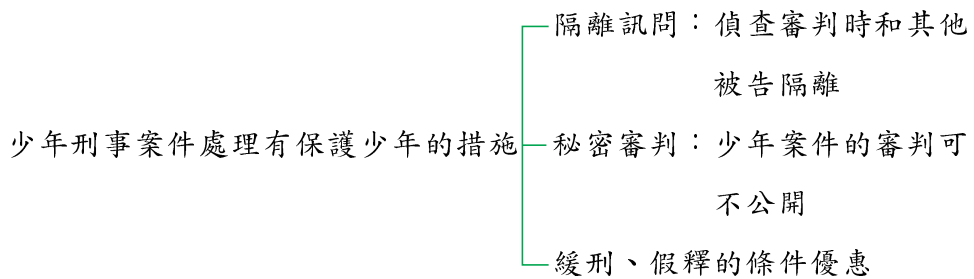 少年刑事案件處理有保護少年的措施
隔離訊問：偵查審判時和其他
被告隔離
秘密審判：少年案件的審判可
不公開
緩刑、假釋的條件優惠